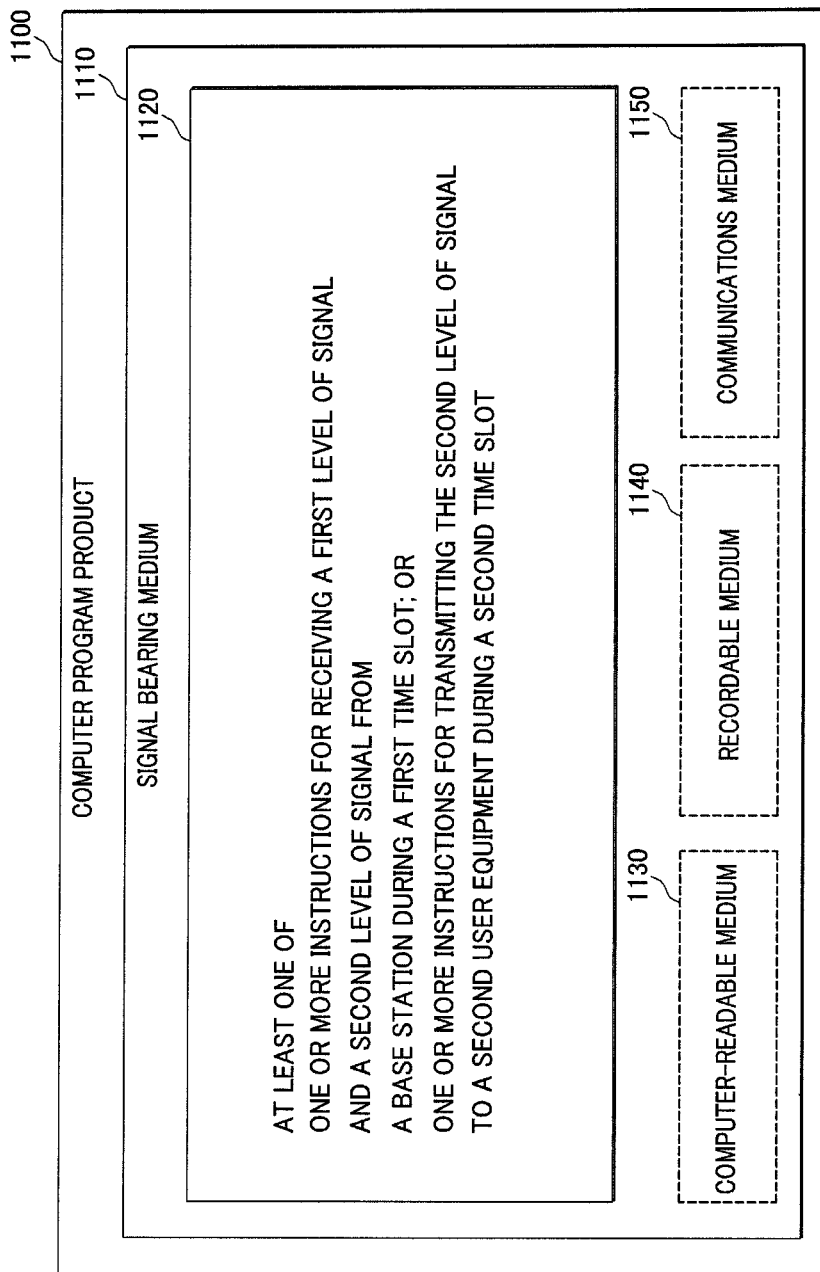 1100
COMPUTER PROGRAM PRODUCT
1110
SIGNAL BEARING MEDIUM
1120
AT LEAST ONE OF
ONE OR MORE INSTRUCTIONS FOR RECEIVING A FIRST LEVEL OF SIGNAL
AND A SECOND LEVEL OF SIGNAL FROM
A BASE STATION DURING A FIRST TIME SLOT; OR
ONE OR MORE INSTRUCTIONS FOR TRANSMITTING THE SECOND LEVEL OF SIGNAL
TO A SECOND USER EQUIPMENT DURING A SECOND TIME SLOT
1130
COMPUTER-READABLE MEDIUM
1140
RECORDABLE MEDIUM
1150
COMMUNICATIONS MEDIUM